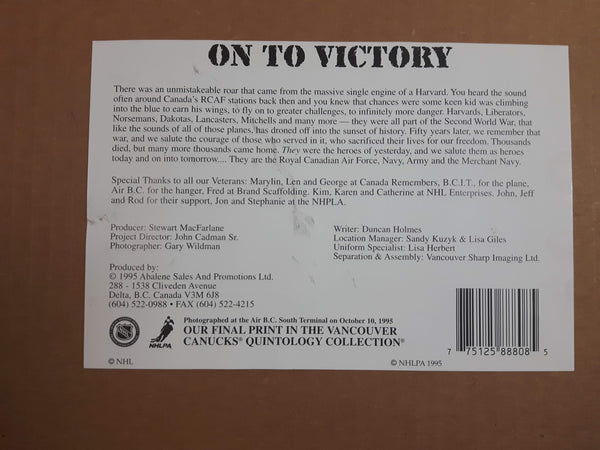 ON TO VICTORY
There was an unmistakeable roar that came from the massive single engine of a Harvard. You heard the sound
often around Canada's RCAF stations back then and you knew that chances were some keen kid was climbing
into the blue to earn his wings, to fly on to greater challenges, to infinitely more danger. Harvards, Liberators,
Norsemans, Dakotas, Lancasters, Mitchells and many more — they were all part of the Second World War, that
like the sounds of all of those planes, has droned off into the sunset of history. Fifty years later, we remember that
war, and we salute the courage of those who served in it, who sacrificed their lives for our freedom. Thousands
died, but many more thousands came home. They were the heroes of yesterday, and we salute them as heroes
today and on into tomorrow.... They are the Royal Canadian Air Force, Navy, Army and the Merchant Navy.
Special Thanks to all our Veterans: Marylin, Len and George at Canada Remembers, B.C.I.T., for the plane,
Air B.C. for the hanger, Fred at Brand Scaffolding. Kim, Karen and Catherine at NHL Enterprises. John, Jeff
and Rod for their support, Jon and Stephanie at the NHLPA.
Producer: Stewart MacFarlane
Project Director: John Cadman Sr.
Photographer: Gary Wildman
Writer: Duncan Holmes
Location Manager: Sandy Kuzyk & Lisa Giles
Uniform Specialist: Lisa Herbert
Separation & Assembly: Vancouver Sharp Imaging Ltd.
Produced by:
© 1995 Abalene Sales And Promotions Ltd.
288 - 1538 Cliveden Avenue
Delta, B.C. Canada V3M 6J8
(604) 522-0988 • FAX (604) 522-4215
Photographed at the Air B.C. South Terminal on October 10, 1995
OUR FINAL PRINT IN THE VANCOUVER
CANUCKS® QUINTOLOGY COLLECTION®
NHL
NHLPA
© NHL
© NHLPA 1995
7 75125 88808 5